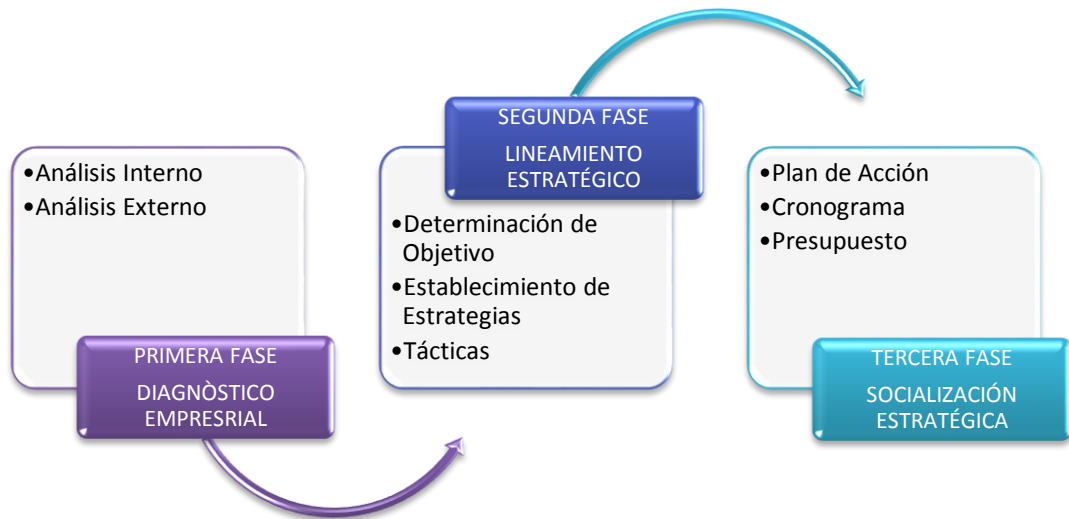 •Análisis Interno
•Análisis Externo
PRIMERA FASE
DIAGNÒSTICO
EMPRESRIAL
SEGUNDA FASE
LINEAMIENTO
ESTRATÉGICO
•Determinación de
Objetivo
•Establecimiento de
Estrategias
•Tácticas
•Plan de Acción
•Cronograma
•Presupuesto
TERCERA FASE
SOCIALIZACIÓN
ESTRATÉGICA